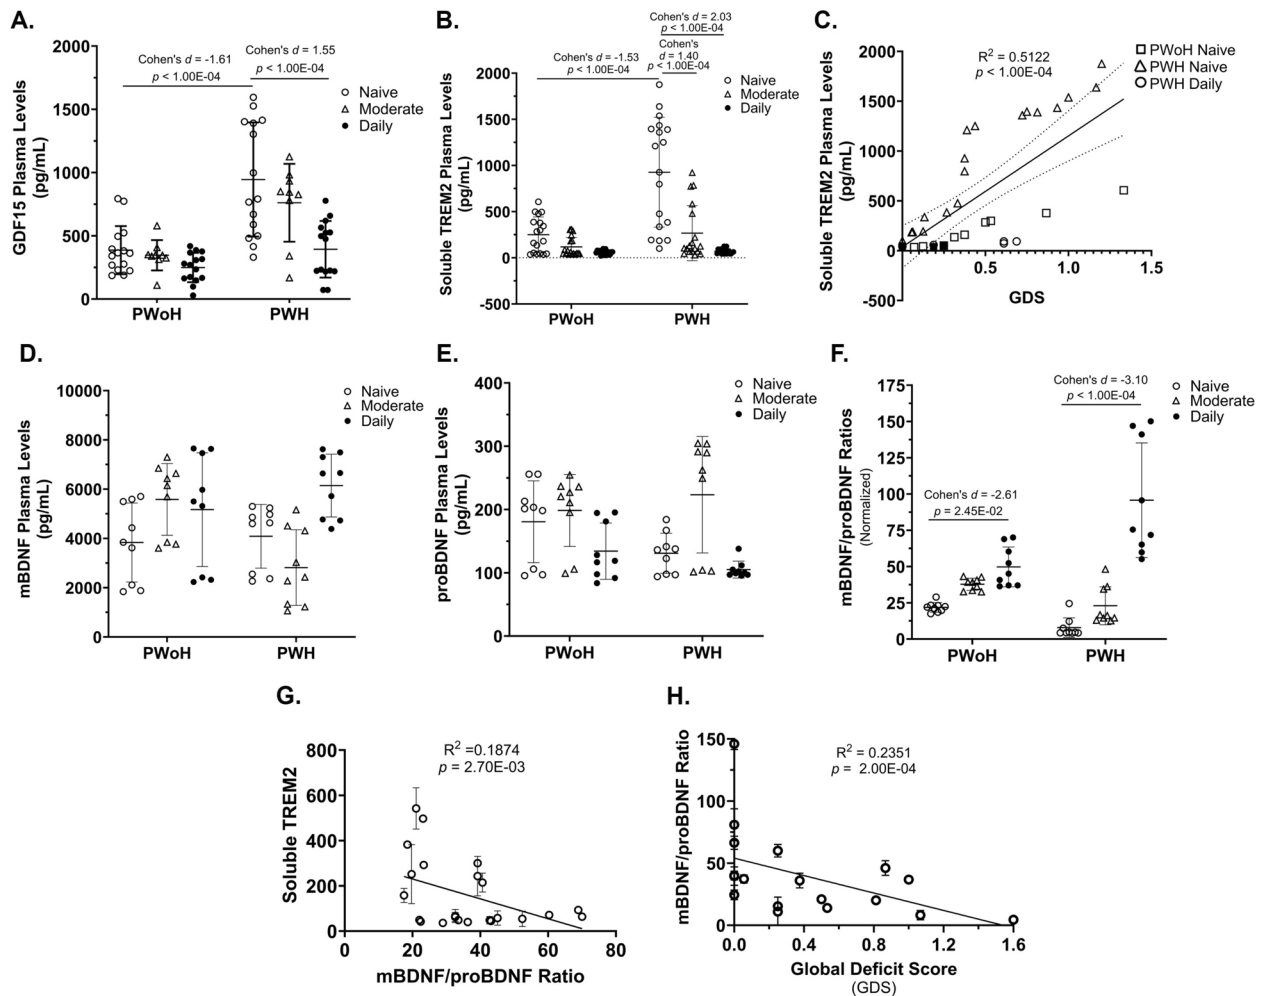 A.
Cohen's d = -1.61
p < 1.00E-04
Cohen's d = 1.55
p < 1.00E-04
GDF15 Plasma Levels
(pg/mL)
2000
1500
1000
500
0
PWoH
PWH
Naive
Moderate
Daily
B.
Cohen's d = 2.03
p < 1.00E-04
Cohen's d = -1.53
p < 1.00E-04
Cohen's
d = 1.40
p < 1.00E-04
Soluble TREM2 Plasma Levels
(pg/mL)
2000
1500
1000
500
0
-500
PWoH
PWH
Naive
Moderate
Daily
C.
R2 = 0.5122
p < 1.00E-04
Soluble TREM2 Plasma Levels
(pg/mL)
2000
1500
1000
500
0
-500
0.5
1.0
1.5
GDS
PWoH Naive
PWH Naive
PWH Daily
D.
mBDNF Plasma Levels
(pg/mL)
10000
8000
6000
4000
2000
0
PWoH
PWH
Naive
Moderate
Daily
E.
proBDNF Plasma Levels
(pg/mL)
400
300
200
100
0
PWoH
PWH
Naive
Moderate
Daily
F.
Cohen's d = -3.10
p < 1.00E-04
Cohen's d = -2.61
p = 2.45E-02
mBDNF/proBDNF Ratios
(Normalized)
175
150
125
100
75
50
25
0
PWoH
PWH
Naive
Moderate
Daily
G.
R2 =0.1874
p = 2.70E-03
Soluble TREM2
800
600
400
200
0
0
20
40
60
80
mBDNF/proBDNF Ratio
H.
R2 = 0.2351
p = 2.00E-04
mBDNF/proBDNF Ratio
150
100
50
0
0.0
0.4
0.8
1.2
1.6
Global Deficit Score
(GDS)